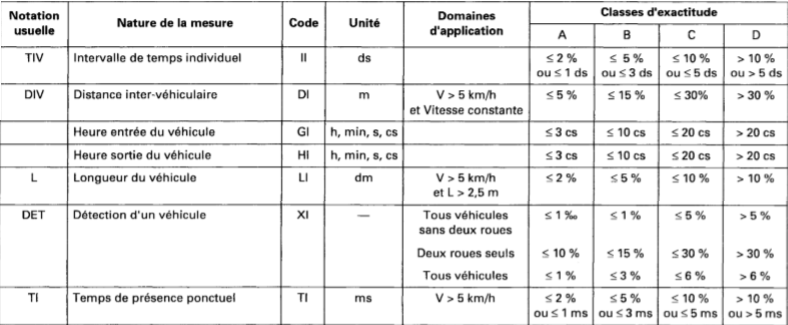 Notation usuelle | Nature de la mesure | Code | Unité | Domaines d'application | Classes d'exactitude
A | B | C | D
TIV | Intervalle de temps individuel | II | ds | | ≤ 2 % ou ≤ 1 ds | ≤ 5 % ou ≤ 3 ds | ≤ 10 % ou ≤ 5 ds | > 10 % ou > 5 ds
DIV | Distance inter-véhiculaire | DI | m | V > 5 km/h et Vitesse constante | ≤ 5 % | ≤ 15 % | ≤ 30% | > 30 %
Heure entrée du véhicule | GI | h, min, s, cs | | ≤ 3 cs | ≤ 10 cs | ≤ 20 cs | > 20 cs
Heure sortie du véhicule | HI | h, min, s, cs | | ≤ 3 cs | ≤ 10 cs | ≤ 20 cs | > 20 cs
L | Longueur du véhicule | LI | dm | V > 5 km/h et L > 2,5 m | ≤ 2 % | ≤ 5 % | ≤ 10 % | > 10 %
DET | Détection d'un véhicule | XI | — | Tous véhicules sans deux roues | ≤ 1 ‰ | ≤ 1 % | ≤ 5 % | > 5 %
Deux roues seuls | ≤ 10 % | ≤ 15 % | ≤ 30 % | > 30 %
Tous véhicules | ≤ 1 % | ≤ 3 % | ≤ 6 % | > 6 %
TI | Temps de présence ponctuel | TI | ms | V > 5 km/h | ≤ 2 % ou ≤ 1 ms | ≤ 5 % ou ≤ 3 ms | ≤ 10 % ou ≤ 5 ms | > 10 % ou > 5 ms